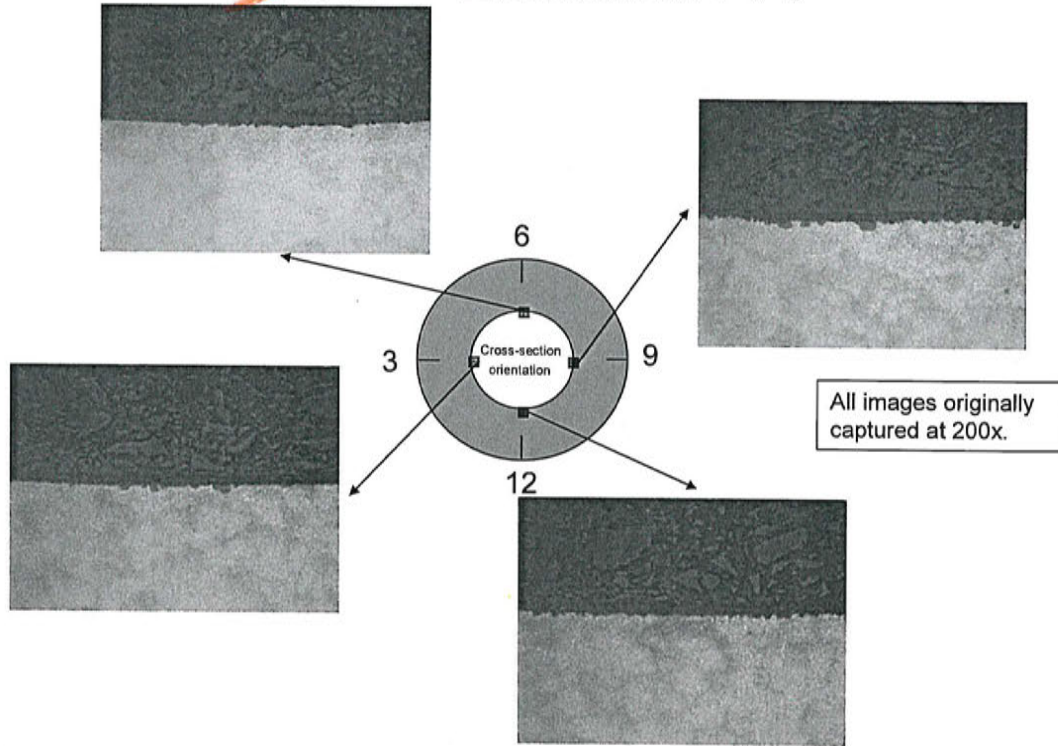 6
3
Cross-section
orientation
9
All images originally
captured at 200x.
12